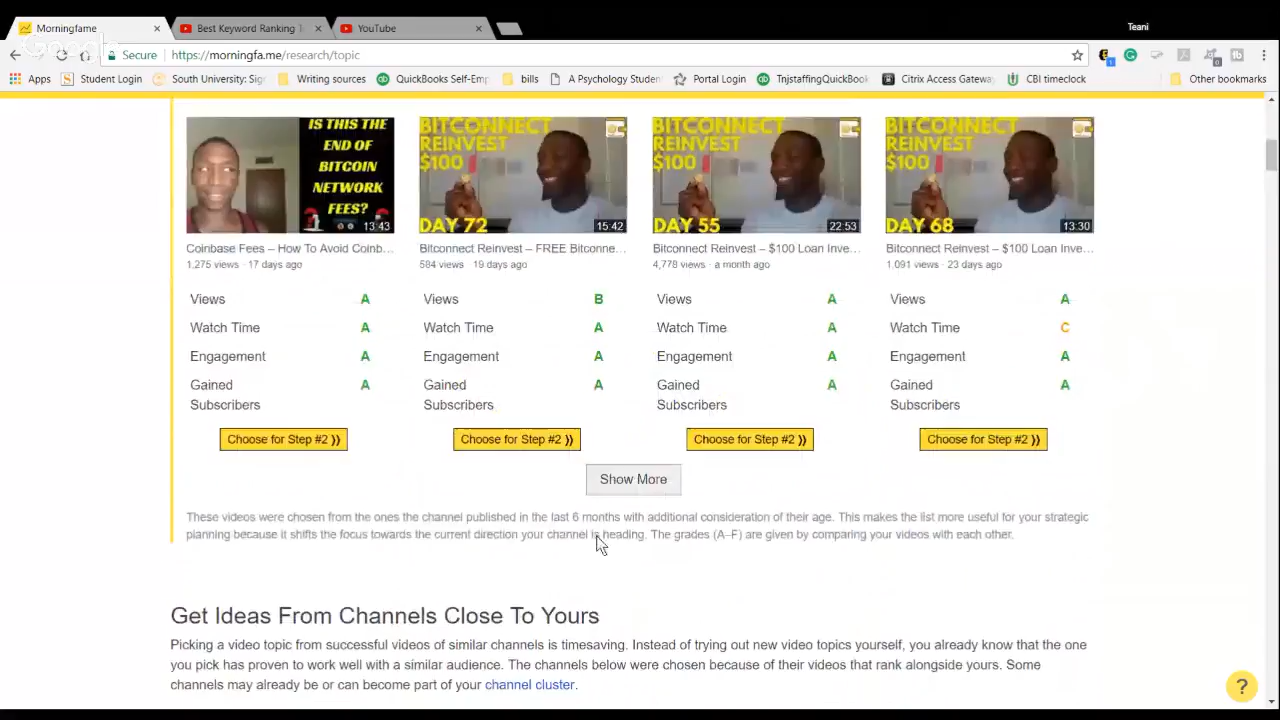 Morningfame
Best Keyword Ranking
YouTube
Teani
Google
Secure
https://morningfa.me/research/topic
Apps
Student Login
South University: Sig
Writing sources
QuickBooks Self-Emp
bills
A Psychology Studen
Portal Login
TnjstaffingQuickBook
Citrix Access Gateway
CBI timeclock
Other bookmarks
IS THIS THE
END OF
BITCOIN
NETWORK
FEES?
13:43
BITCONNECT
REINVEST
$100
DAY 72
15:42
BITCONNECT
REINVEST
$100
DAY 55
22:53
BITCONNECT
REINVEST
$100
DAY 68
13:30
Coinbase Fees – How To Avoid Coinb...
1,275 views · 17 days ago
Bitconnect Reinvest – FREE Bitconne...
584 views · 19 days ago
Bitconnect Reinvest – $100 Loan Inve...
4,778 views · a month ago
Bitconnect Reinvest – $100 Loan Inve...
1,091 views · 23 days ago
Views A
Watch Time A
Engagement A
Gained A
Subscribers
Choose for Step #2 ⟩⟩
Views B
Watch Time A
Engagement A
Gained A
Subscribers
Choose for Step #2 ⟩⟩
Views A
Watch Time A
Engagement A
Gained A
Subscribers
Choose for Step #2 ⟩⟩
Views A
Watch Time C
Engagement A
Gained A
Subscribers
Choose for Step #2 ⟩⟩
Show More
These videos were chosen from the ones the channel published in the last 6 months with additional consideration of their age. This makes the list more useful for your strategic
planning because it shifts the focus towards the current direction your channel is heading. The grades (A–F) are given by comparing your videos with each other.
Get Ideas From Channels Close To Yours
Picking a video topic from successful videos of similar channels is timesaving. Instead of trying out new video topics yourself, you already know that the one
you pick has proven to work well with a similar audience. The channels below were chosen because of their videos that rank alongside yours. Some
channels may already be or can become part of your channel cluster.
?